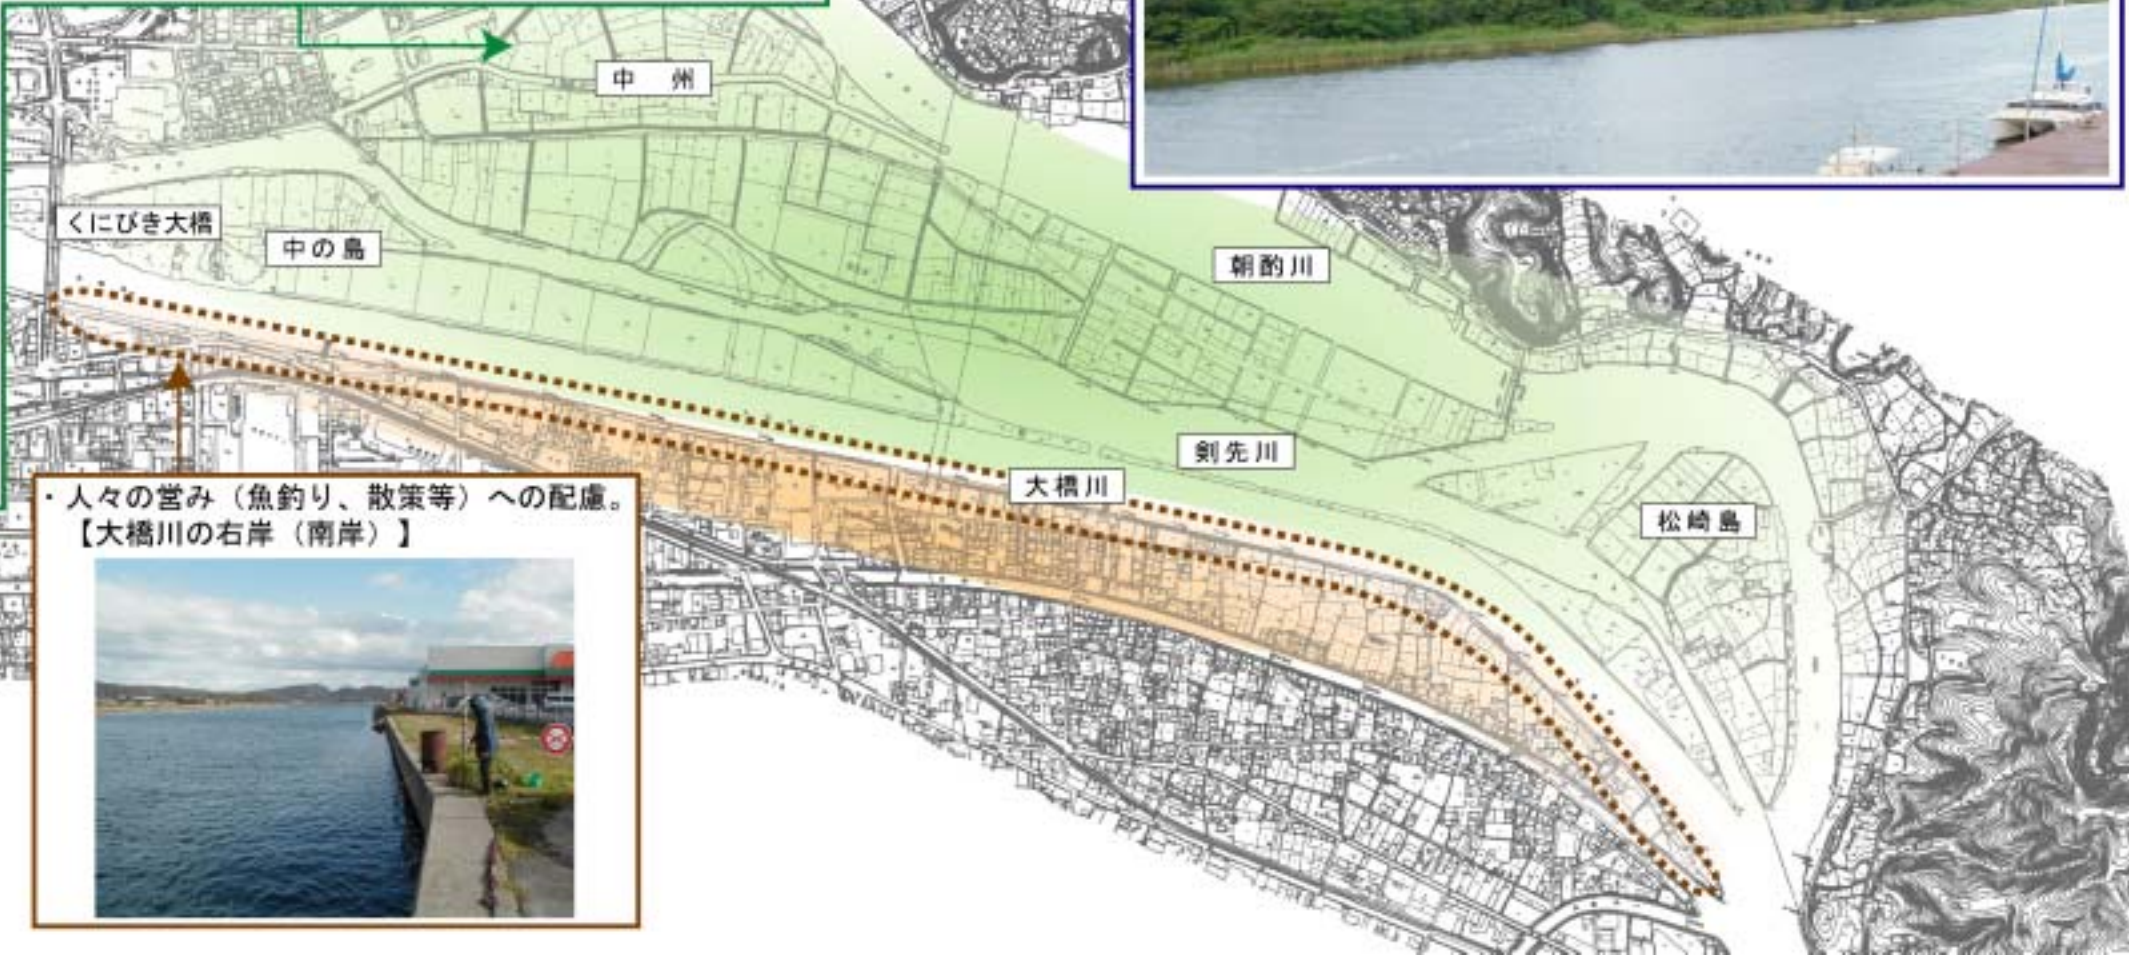 中 州
くにびき大橋
中の島
朝酌川
剣先川
大橋川
松崎島
・人々の営み（魚釣り、散策等）への配慮。
【大橋川の右岸（南岸）】